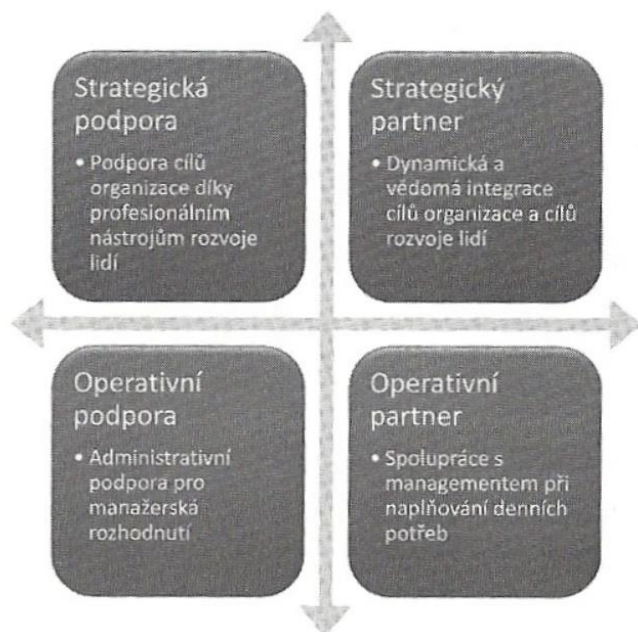 Strategická
podpora
• Podpora cílů
organizace díky
profesionálním
nástrojům rozvoje
lidí
Strategický
partner
• Dynamická a
vědomá integrace
cílů organizace a cílů
rozvoje lidí
Operativní
podpora
• Administrativní
podpora pro
manažerská
rozhodnutí
Operativní
partner
• Spolupráce s
managementem při
naplňování denních
potřeb